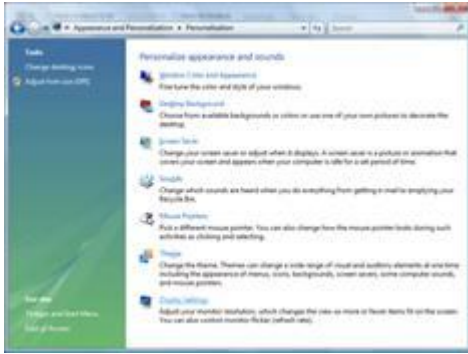 Appearance and Personalization ▸ Personalization
Search
Tasks
Change desktop icons
Adjust font size (DPI)
Personalize appearance and sounds
Window Color and Appearance
Fine tune the color and style of your windows.
Desktop Background
Choose from available backgrounds or colors or use one of your own pictures to decorate the
desktop.
Screen Saver
Change your screen saver or adjust when it displays. A screen saver is a picture or animation that
covers your screen and appears when your computer is idle for a set period of time.
Sounds
Change which sounds are heard when you do everything from getting e-mail to emptying your
Recycle Bin.
Mouse Pointers
Pick a different mouse pointer. You can also change how the mouse pointer looks during such
activities as clicking and selecting.
Theme
Change the theme. Themes can change a wide range of visual and auditory elements at one time
including the appearance of menus, icons, backgrounds, screen savers, some computer sounds,
and mouse pointers.
Display Settings
Adjust your monitor resolution, which changes the view so more or fewer items fit on the screen.
You can also control monitor flicker (refresh rate).
See also
Taskbar and Start Menu
Ease of Access